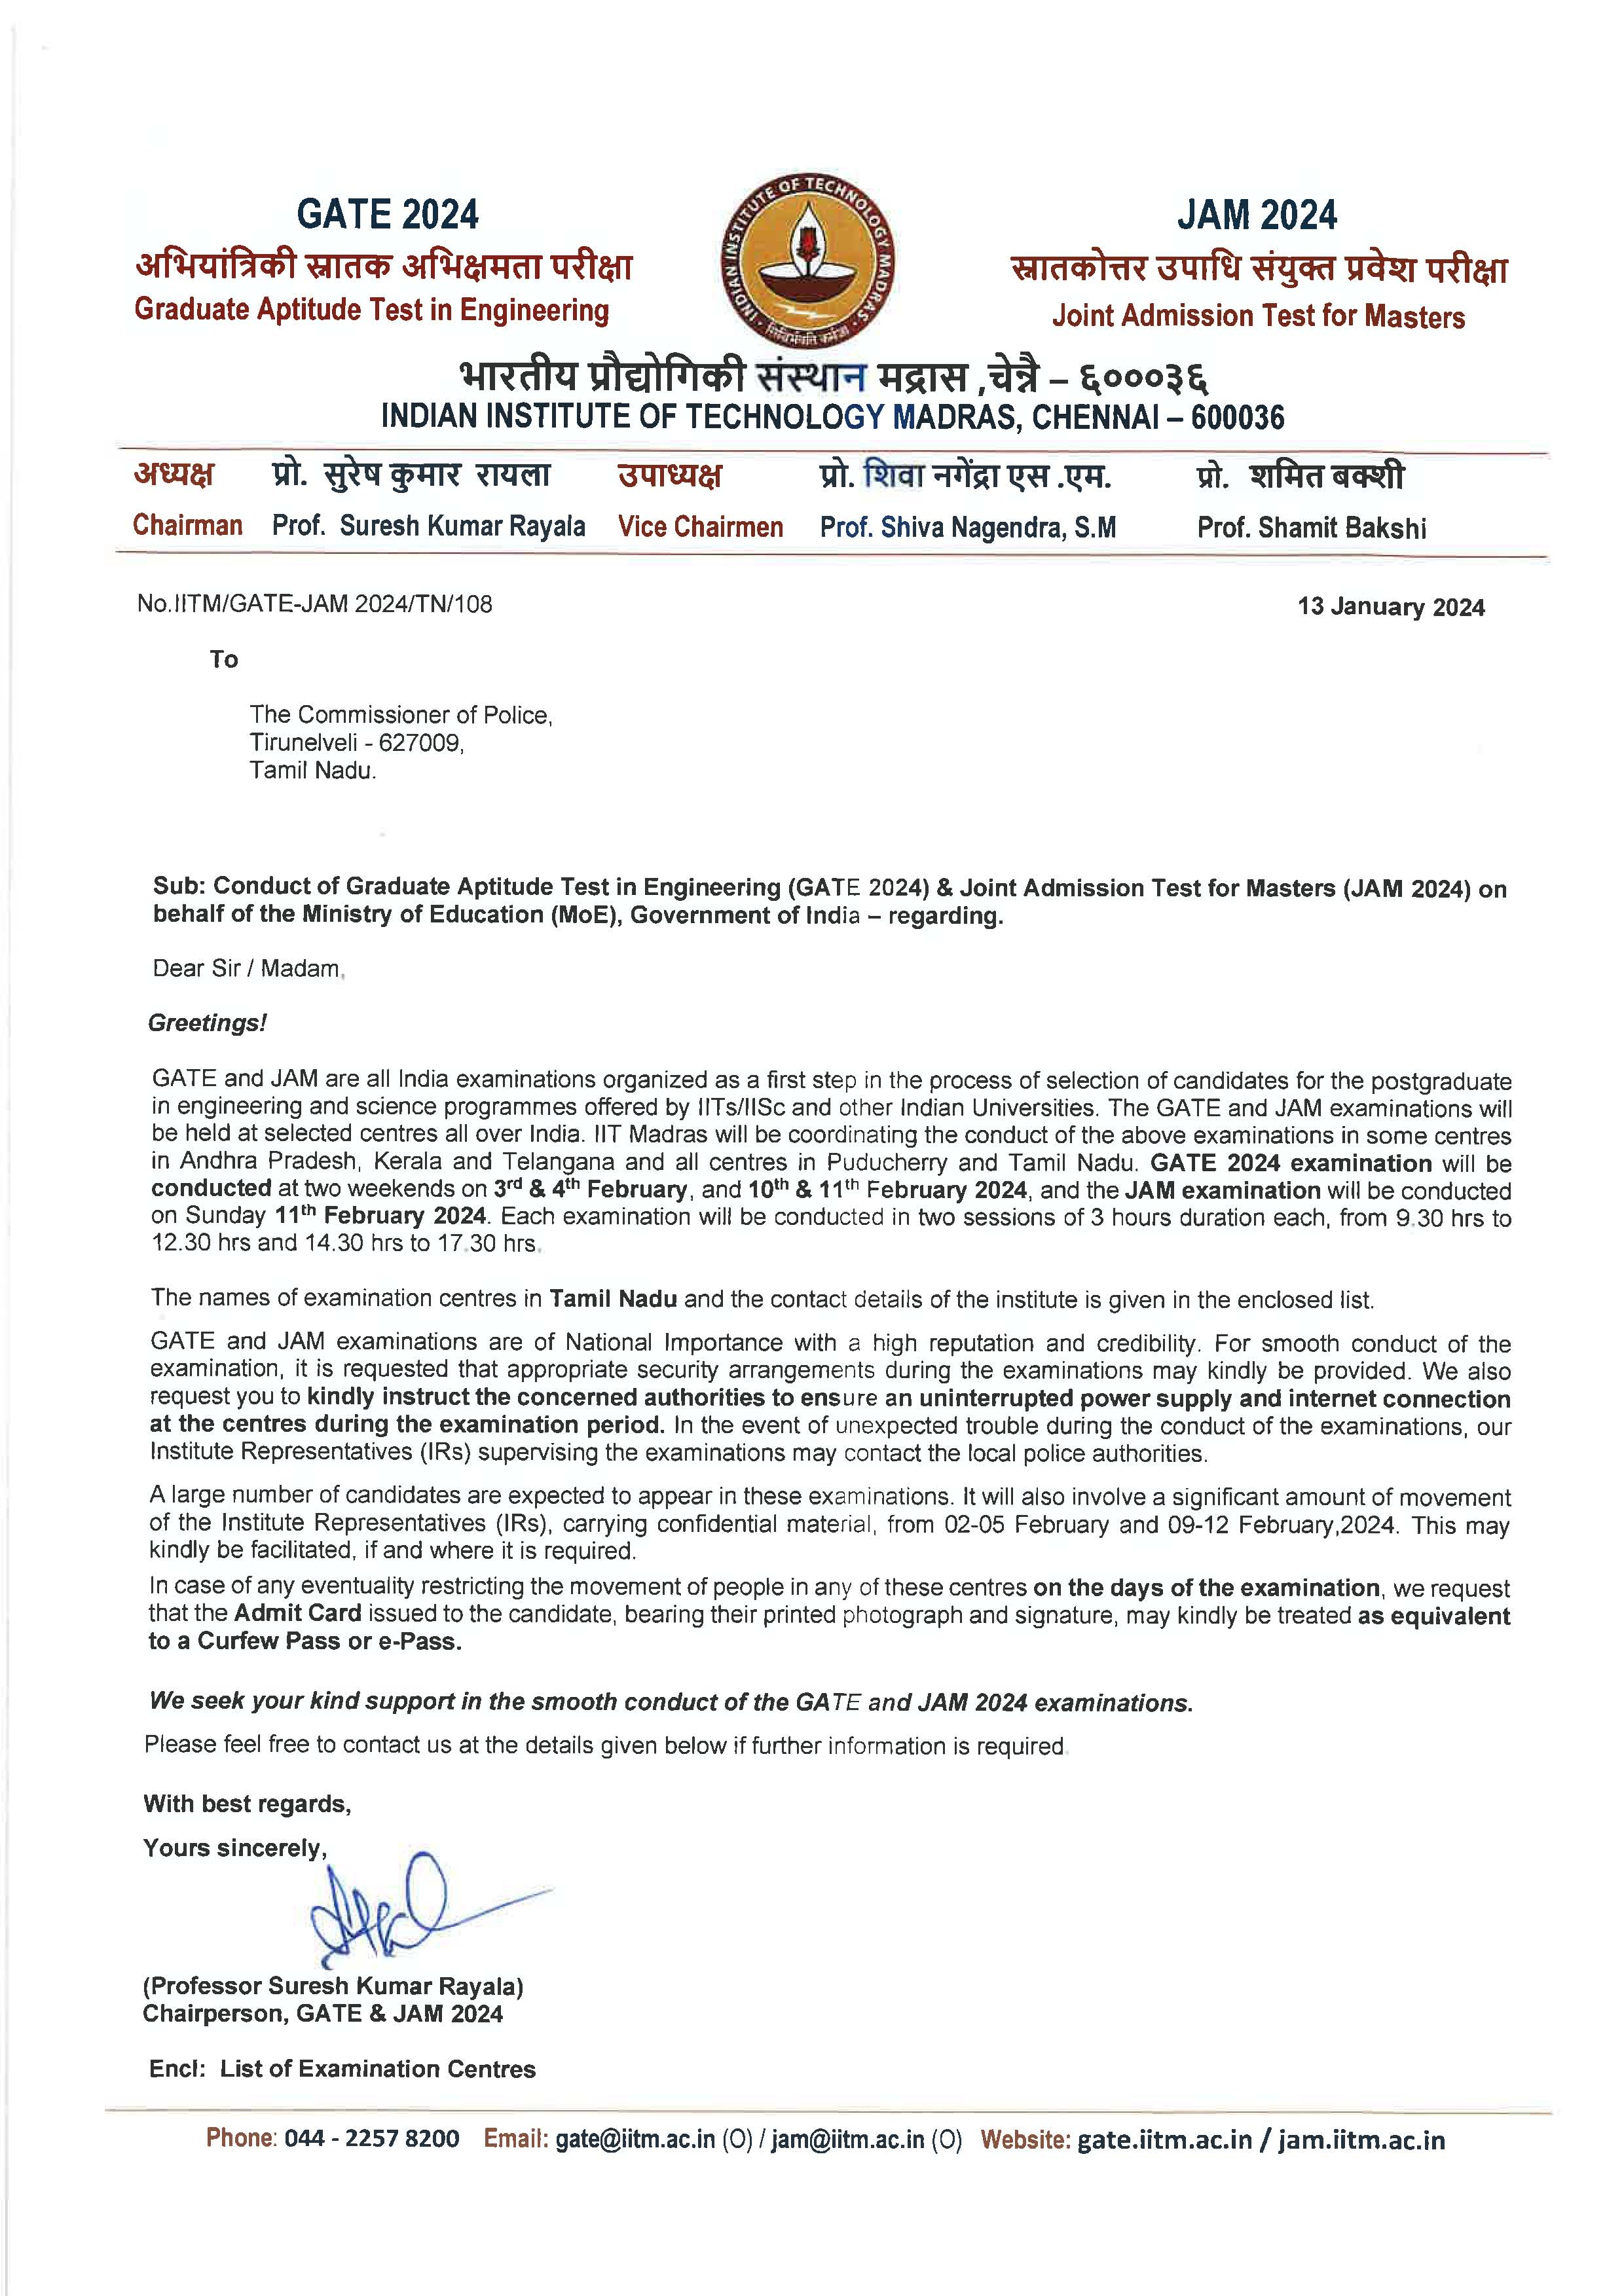 GATE 2024
अभियांत्रिकी स्नातक अभिक्षमता परीक्षा
Graduate Aptitude Test in Engineering
INDIAN INSTITUTE OF TECHNOLOGY MADRAS
JAM 2024
स्नातकोत्तर उपाधि संयुक्त प्रवेश परीक्षा
Joint Admission Test for Masters
भारतीय प्रौद्योगिकी संस्थान मद्रास ,चेन्नै – ६०००३६
INDIAN INSTITUTE OF TECHNOLOGY MADRAS, CHENNAI – 600036
अध्यक्ष प्रो. सुरेष कुमार रायला उपाध्यक्ष प्रो. शिवा नगेंद्रा एस .एम. प्रो. शमित बक्शी
Chairman Prof. Suresh Kumar Rayala Vice Chairmen Prof. Shiva Nagendra, S.M Prof. Shamit Bakshi
No.IITM/GATE-JAM 2024/TN/108 13 January 2024
To
The Commissioner of Police,
Tirunelveli - 627009,
Tamil Nadu.
Sub: Conduct of Graduate Aptitude Test in Engineering (GATE 2024) & Joint Admission Test for Masters (JAM 2024) on
behalf of the Ministry of Education (MoE), Government of India – regarding.
Dear Sir / Madam,
Greetings!
GATE and JAM are all India examinations organized as a first step in the process of selection of candidates for the postgraduate
in engineering and science programmes offered by IITs/IISc and other Indian Universities. The GATE and JAM examinations will
be held at selected centres all over India. IIT Madras will be coordinating the conduct of the above examinations in some centres
in Andhra Pradesh, Kerala and Telangana and all centres in Puducherry and Tamil Nadu. GATE 2024 examination will be
conducted at two weekends on 3rd & 4th February, and 10th & 11th February 2024, and the JAM examination will be conducted
on Sunday 11th February 2024. Each examination will be conducted in two sessions of 3 hours duration each, from 9.30 hrs to
12.30 hrs and 14.30 hrs to 17.30 hrs.
The names of examination centres in Tamil Nadu and the contact details of the institute is given in the enclosed list.
GATE and JAM examinations are of National Importance with a high reputation and credibility. For smooth conduct of the
examination, it is requested that appropriate security arrangements during the examinations may kindly be provided. We also
request you to kindly instruct the concerned authorities to ensure an uninterrupted power supply and internet connection
at the centres during the examination period. In the event of unexpected trouble during the conduct of the examinations, our
Institute Representatives (IRs) supervising the examinations may contact the local police authorities.
A large number of candidates are expected to appear in these examinations. It will also involve a significant amount of movement
of the Institute Representatives (IRs), carrying confidential material, from 02-05 February and 09-12 February,2024. This may
kindly be facilitated, if and where it is required.
In case of any eventuality restricting the movement of people in any of these centres on the days of the examination, we request
that the Admit Card issued to the candidate, bearing their printed photograph and signature, may kindly be treated as equivalent
to a Curfew Pass or e-Pass.
We seek your kind support in the smooth conduct of the GATE and JAM 2024 examinations.
Please feel free to contact us at the details given below if further information is required.
With best regards,
Yours sincerely,
(Professor Suresh Kumar Rayala)
Chairperson, GATE & JAM 2024
Encl: List of Examination Centres
Phone: 044 - 2257 8200 Email: gate@iitm.ac.in (O) / jam@iitm.ac.in (O) Website: gate.iitm.ac.in / jam.iitm.ac.in